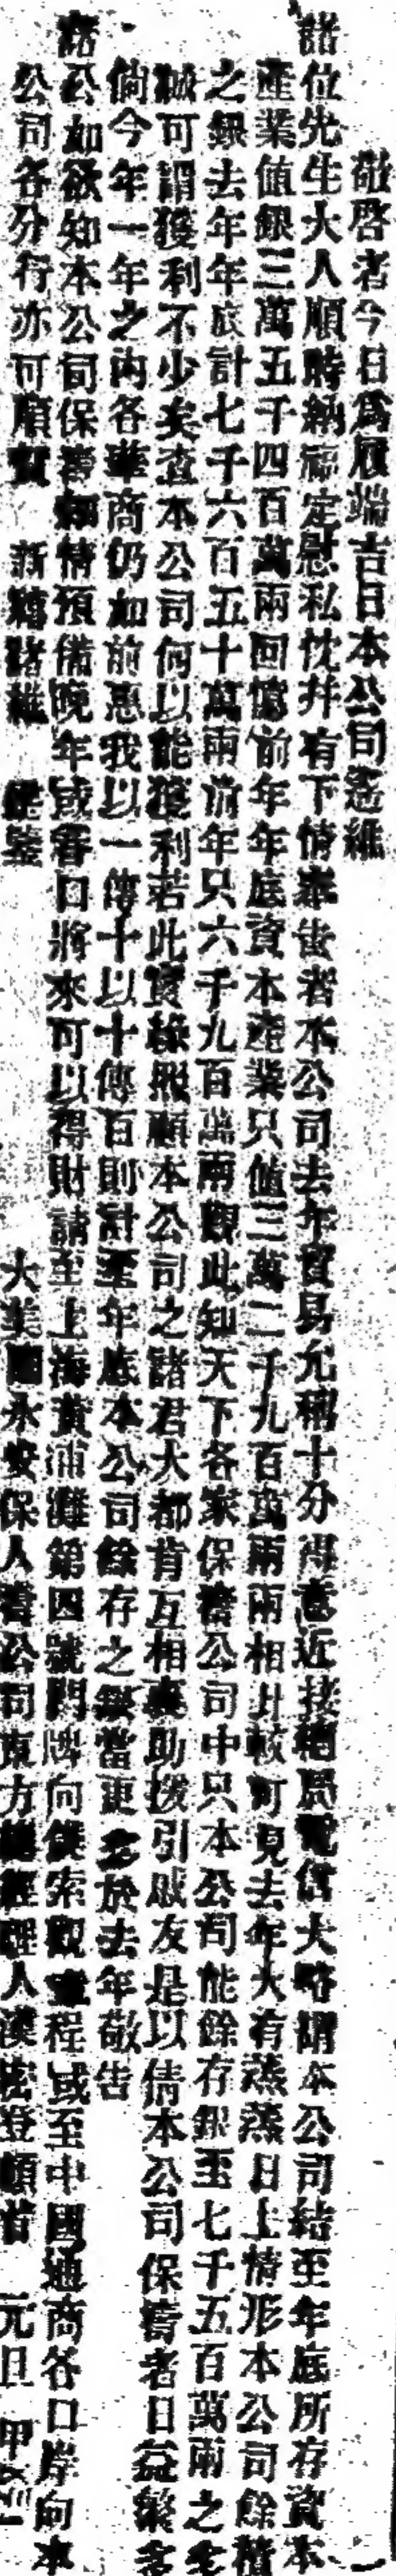 敬啓者今日爲履端吉日本公司恭維
諸位先生大人順時納福定慰私忱幷有下情奉告者本公司去年貿易允稱十分得意近接總局電信大略謂本公司結至年底所存資本
產業値銀三萬五千四百萬兩回憶前年年底資本產業只値三萬二千九百萬兩兩相比較可見去年大有蒸蒸日上情形本公司餘積
之銀去年年底計七千六百五十萬兩前年只六千九百萬兩觀此知天下各家保險公司中只本公司能餘存銀至七千五百萬兩之多
誠可謂獲利不少矣查本公司何以能獲利若此實緣照顧本公司之諸君大都肯互相襄助援引戚友是以倩本公司保壽者日益繁多
倘今年一年之內各華商仍如前惠我以一傳十以十傳百則計至年底本公司餘存之銀當更多於去年敬告
諸公如欲知本公司保壽細情預備晚年或眷口將來可以得財請至上海黃浦灘第四號門牌向僕索觀章程或至中國通商各口岸向本
公司各分行亦可順賀 新禧諸維 荃鑒 大美國永安保人壽公司東方總經理人漢密登頓首 元旦